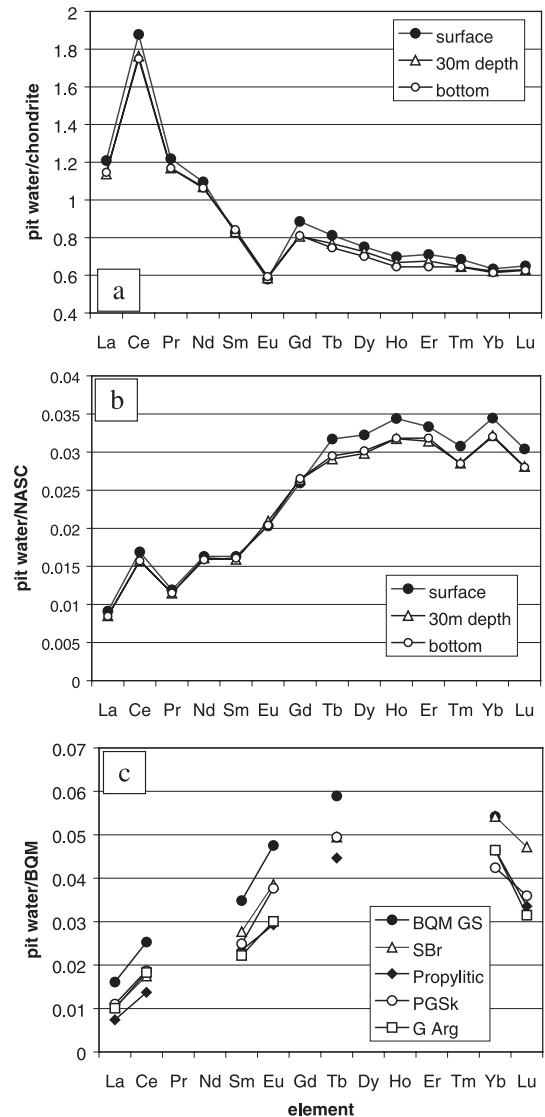 2
1.8
1.6
1.4
1.2
1
0.8
0.6
0.4
pit water/chondrite
surface
30m depth
bottom
a
La Ce Pr Nd Sm Eu Gd Tb Dy Ho Er Tm Yb Lu
0.04
0.035
0.03
0.025
0.02
0.015
0.01
0.005
0
pit water/NASC
b
surface
30m depth
bottom
La Ce Pr Nd Sm Eu Gd Tb Dy Ho Er Tm Yb Lu
0.07
0.06
0.05
0.04
0.03
0.02
0.01
0
pit water/BQM
c
BQM GS
SBr
Propylitic
PGSk
G Arg
La Ce Pr Nd Sm Eu Gd Tb Dy Ho Er Tm Yb Lu
element